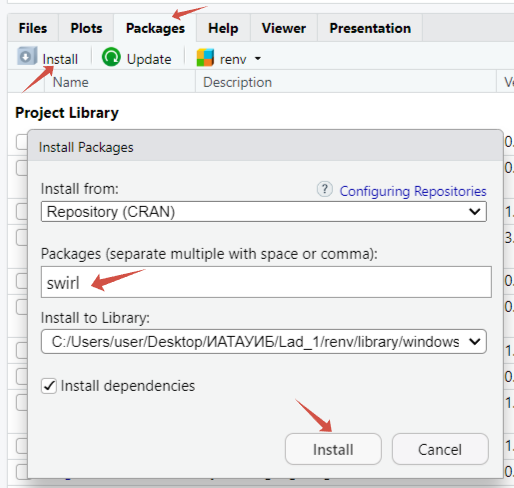 Files Plots Packages Help Viewer Presentation
Install Update renv
Name Description
Project Library
Install Packages
Install from: ? Configuring Repositories
Repository (CRAN)
Packages (separate multiple with space or comma):
swirl
Install to Library:
C:/Users/user/Desktop/ИАТАУИБ/Lad_1/renv/library/windows
Install dependencies
Install Cancel